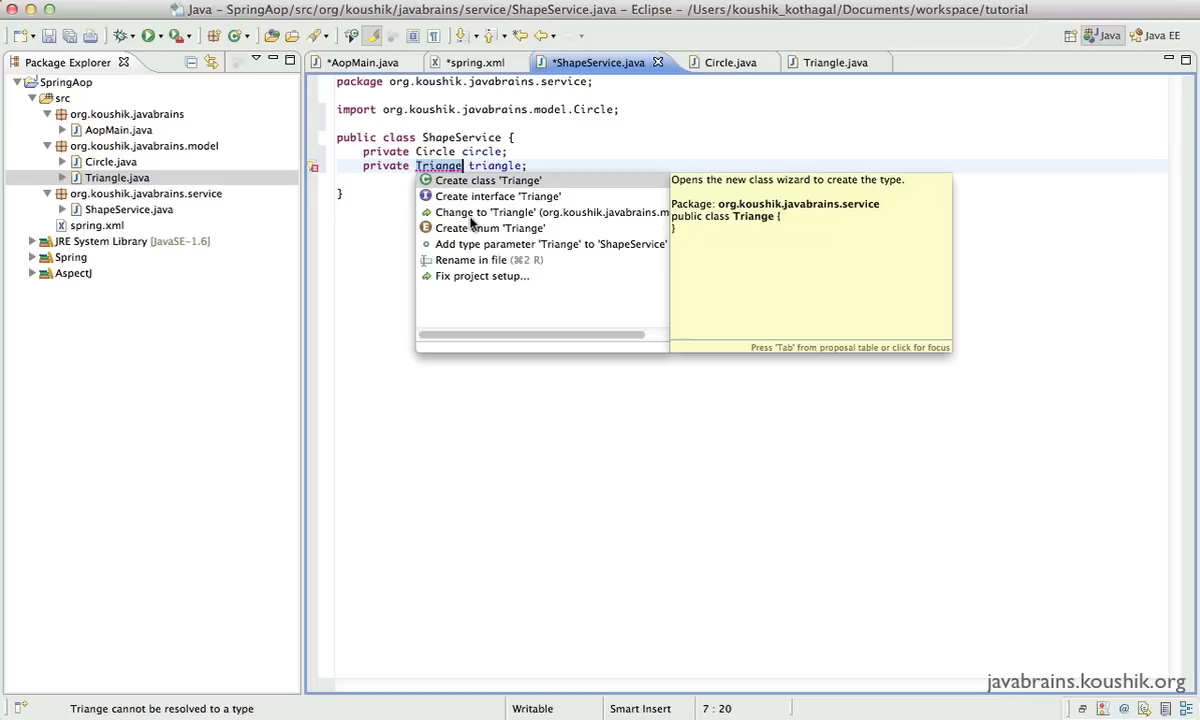 Java – SpringAop/src/org/koushik/javabrains/service/ShapeService.java – Eclipse – /Users/koushik_kothagal/Documents/workspace/tutorial
Java
Java EE
Package Explorer
*AopMain.java
*spring.xml
*ShapeService.java
Circle.java
Triangle.java
SpringAop
src
org.koushik.javabrains
AopMain.java
org.koushik.javabrains.model
Circle.java
Triangle.java
org.koushik.javabrains.service
ShapeService.java
spring.xml
JRE System Library [JavaSE-1.6]
Spring
AspectJ
package org.koushik.javabrains.service;
import org.koushik.javabrains.model.Circle;
public class ShapeService {
private Circle circle;
private Triange triangle;
}
Create class 'Triange'
Create interface 'Triange'
Change to 'Triangle' (org.koushik.javabrains.m
Create enum 'Triange'
Add type parameter 'Triange' to 'ShapeService'
Rename in file (⌘2 R)
Fix project setup...
Opens the new class wizard to create the type.
Package: org.koushik.javabrains.service
public class Triange {
}
Press 'Tab' from proposal table or click for focus
javabrains.koushik.org
Triange cannot be resolved to a type
Writable
Smart Insert
7 : 20